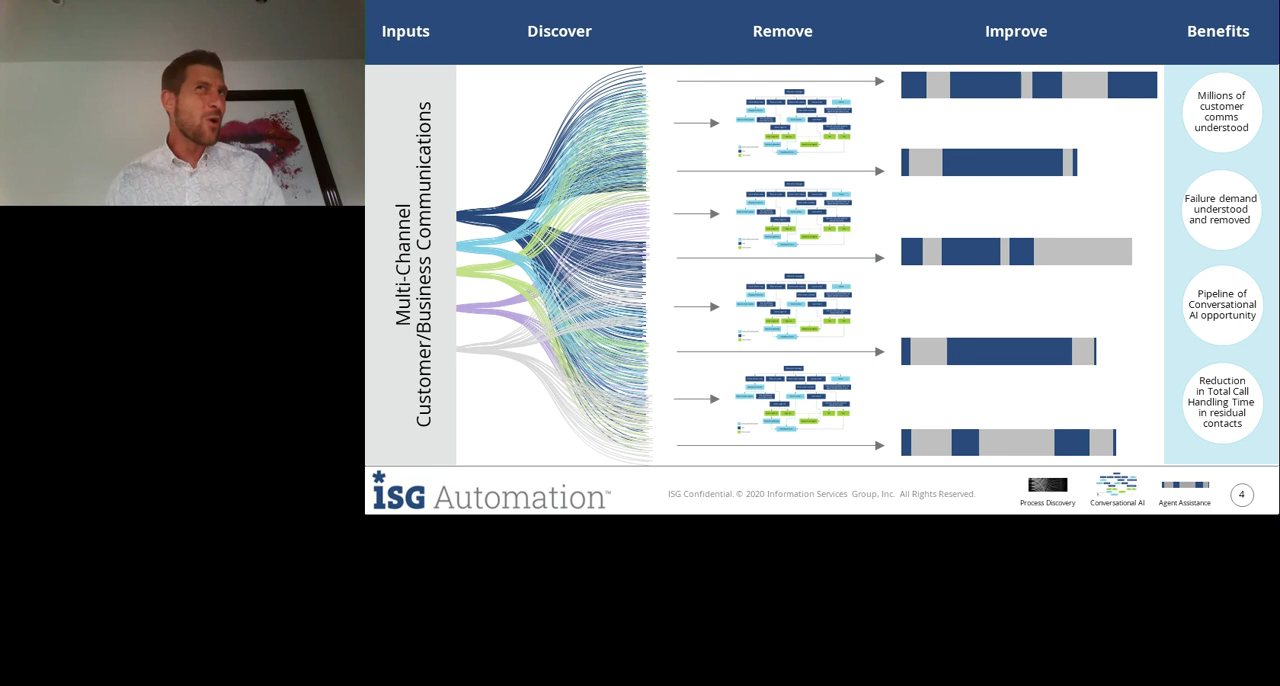 Inputs
Discover
Remove
Improve
Benefits
Multi-Channel
Customer/Business Communications
Millions of
customer
comms
understood
Failure demand
understood
and removed
Pipeline of
Conversational
AI opportunity
Reduction
in Total Call
Handling Time
in residual
contacts
ISG Automation™
ISG Confidential. © 2020 Information Services Group, Inc. All Rights Reserved.
Process Discovery
Conversational AI
Agent Assistance
4